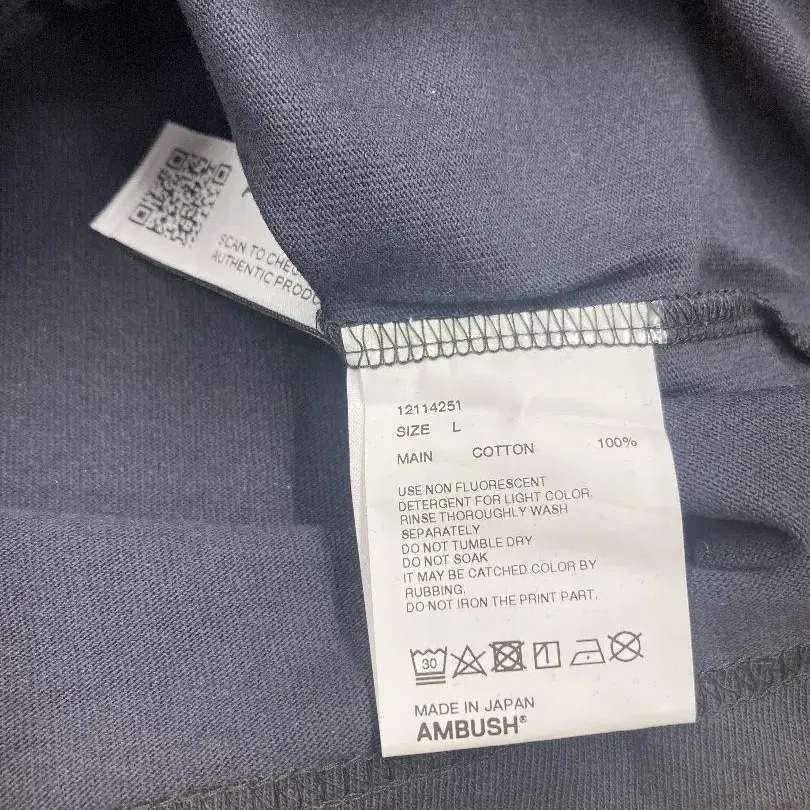 SCAN TO CHEC
AUTHENTIC PRODU
12114251
SIZE L
MAIN COTTON 100%
USE NON FLUORESCENT
DETERGENT FOR LIGHT COLOR.
RINSE THOROUGHLY WASH
SEPARATELY
DO NOT TUMBLE DRY
DO NOT SOAK
IT MAY BE CATCHED COLOR BY
RUBBING.
DO NOT IRON THE PRINT PART.
30
MADE IN JAPAN
AMBUSH®